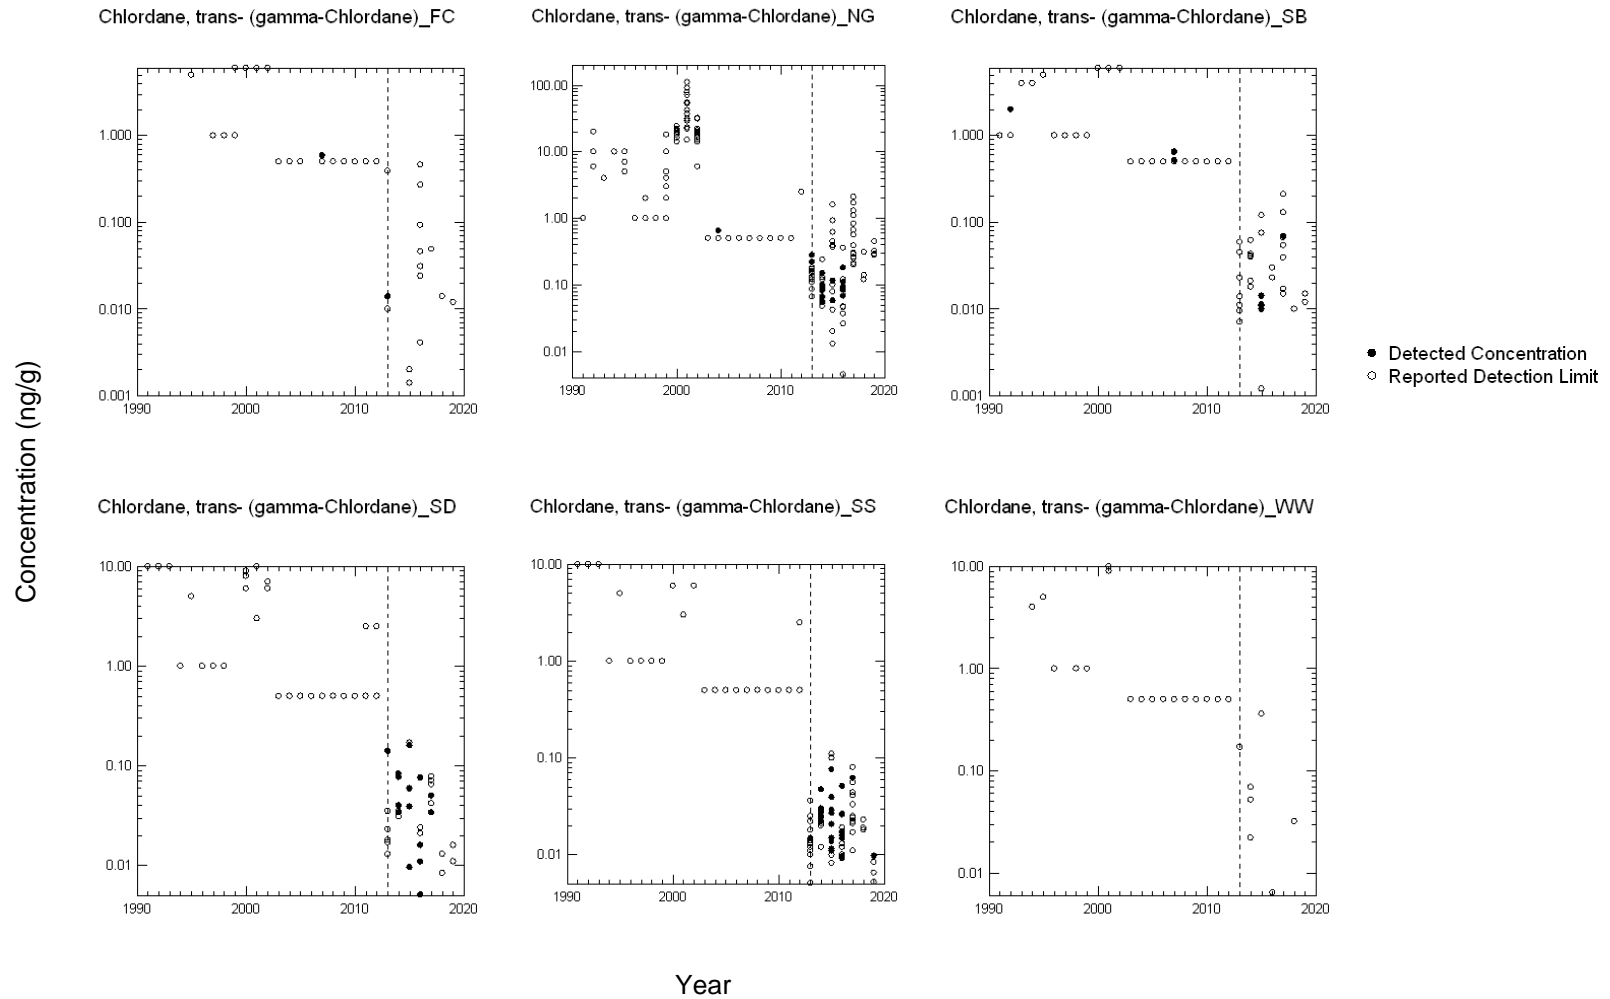 Chlordane, trans- (gamma-Chlordane)_FC
Chlordane, trans- (gamma-Chlordane)_NG
Chlordane, trans- (gamma-Chlordane)_SB
1.000
0.100
0.010
0.001
1990 2000 2010 2020
100.00
10.00
1.00
0.10
0.01
1990 2000 2010 2020
1.000
0.100
0.010
0.001
1990 2000 2010 2020
Detected Concentration
Reported Detection Limit
Concentration (ng/g)
Chlordane, trans- (gamma-Chlordane)_SD
Chlordane, trans- (gamma-Chlordane)_SS
Chlordane, trans- (gamma-Chlordane)_WW
10.00
1.00
0.10
0.01
1990 2000 2010 2020
10.00
1.00
0.10
0.01
1990 2000 2010 2020
10.00
1.00
0.10
0.01
1990 2000 2010 2020
Year